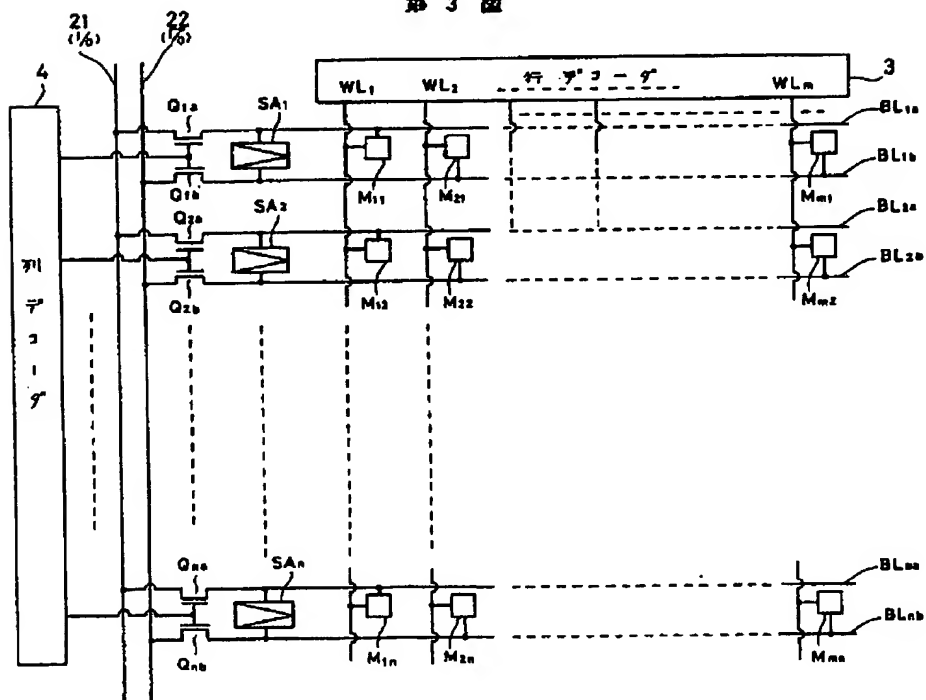 第 3 図
21
(I/O)
22
(I/O)
4
3
WL1 WL2 行デコーダ WLm
Q1a SA1 BL1a
Q1b M11 M21 Mm1 BL1b
Q2a SA2 BL2a
Q2b M12 M22 Mm2 BL2b
列デコーダ
Qna SAn BLna
Qnb M1n M2n Mmn BLnb